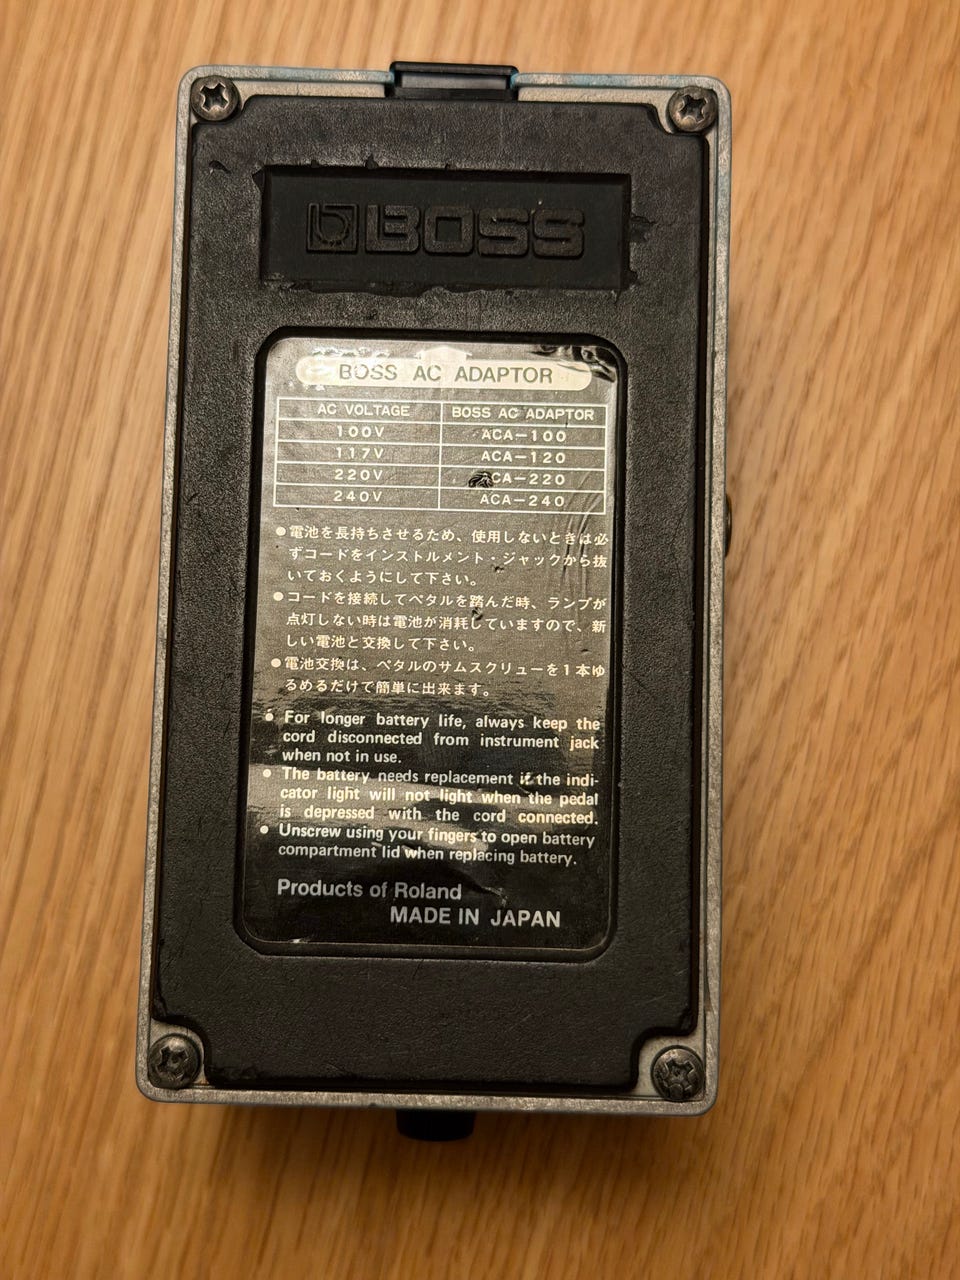 BOSS
BOSS AC ADAPTOR
AC VOLTAGE BOSS AC ADAPTOR
100V ACA-100
117V ACA-120
220V CA-220
240V ACA-240
●電池を長持ちさせるため、使用しないときは必
ずコードをインストルメント・ジャックから抜
いておくようにして下さい。
●コードを接続してペタルを踏んだ時、ランプが
点灯しない時は電池が消耗していますので、新
しい電池と交換して下さい。
●電池交換は、ペタルのサムスクリューを1本ゆ
るめるだけで簡単に出来ます。
● For longer battery life, always keep the
cord disconnected from instrument jack
when not in use.
● The battery needs replacement if the indi-
cator light will not light when the pedal
is depressed with the cord connected.
● Unscrew using your fingers to open battery
compartment lid when replacing battery.
Products of Roland
MADE IN JAPAN